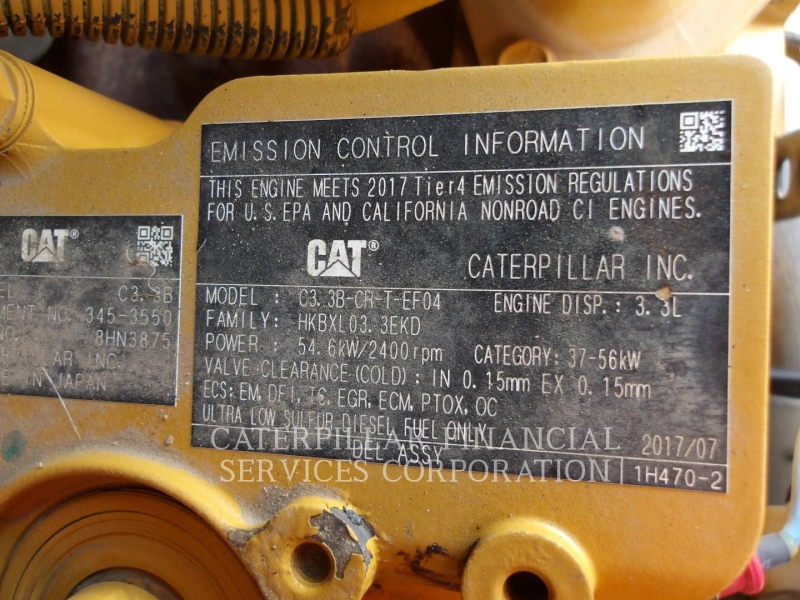 CAT®
C3.3B
345-3550
8HN3875
INC.
JAPAN
EMISSION CONTROL INFORMATION
THIS ENGINE MEETS 2017 Tier4 EMISSION REGULATIONS
FOR U.S.EPA AND CALIFORNIA NONROAD CI ENGINES.
CAT®
CATERPILLAR INC.
MODEL : C3.3B-CR-T-EF04 ENGINE DISP.: 3.3L
FAMILY: HKBXL03.3EKD
POWER : 54.6kW/2400rpm CATEGORY: 37-56kW
VALVE CLEARANCE(COLD): IN 0.15mm EX 0.15mm
ECS: EM, DFI, TC, EGR, ECM, PTOX, OC
ULTRA LOW SULFUR DIESEL FUEL ONLY
2017/07
DEL ASSY
1H470-2
CATERPILLAR FINANCIAL
SERVICES CORPORATION